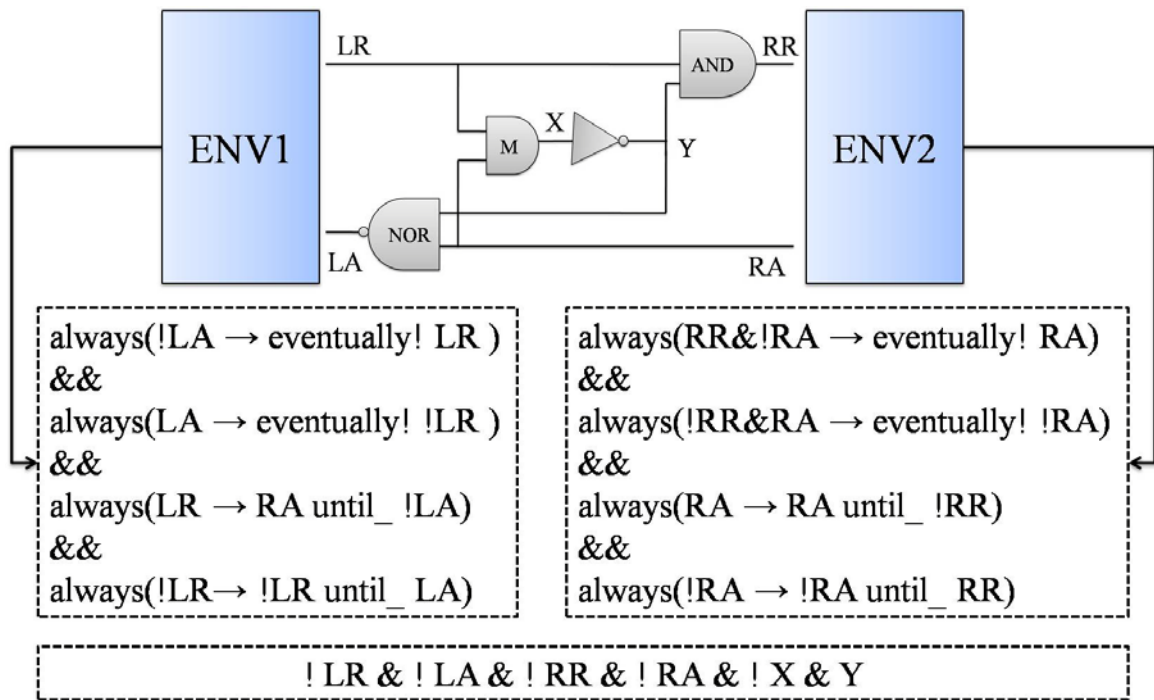 LR
RR
AND
ENV1
X
M
Y
ENV2
NOR
LA
RA
always(!LA → eventually! LR )
&&
always(LA → eventually! !LR )
&&
always(LR → RA until_ !LA)
&&
always(!LR→ !LR until_ LA)
always(RR&!RA → eventually! RA)
&&
always(!RR&RA → eventually! !RA)
&&
always(RA → RA until_ !RR)
&&
always(!RA → !RA until_ RR)
! LR & ! LA & ! RR & ! RA & ! X & Y